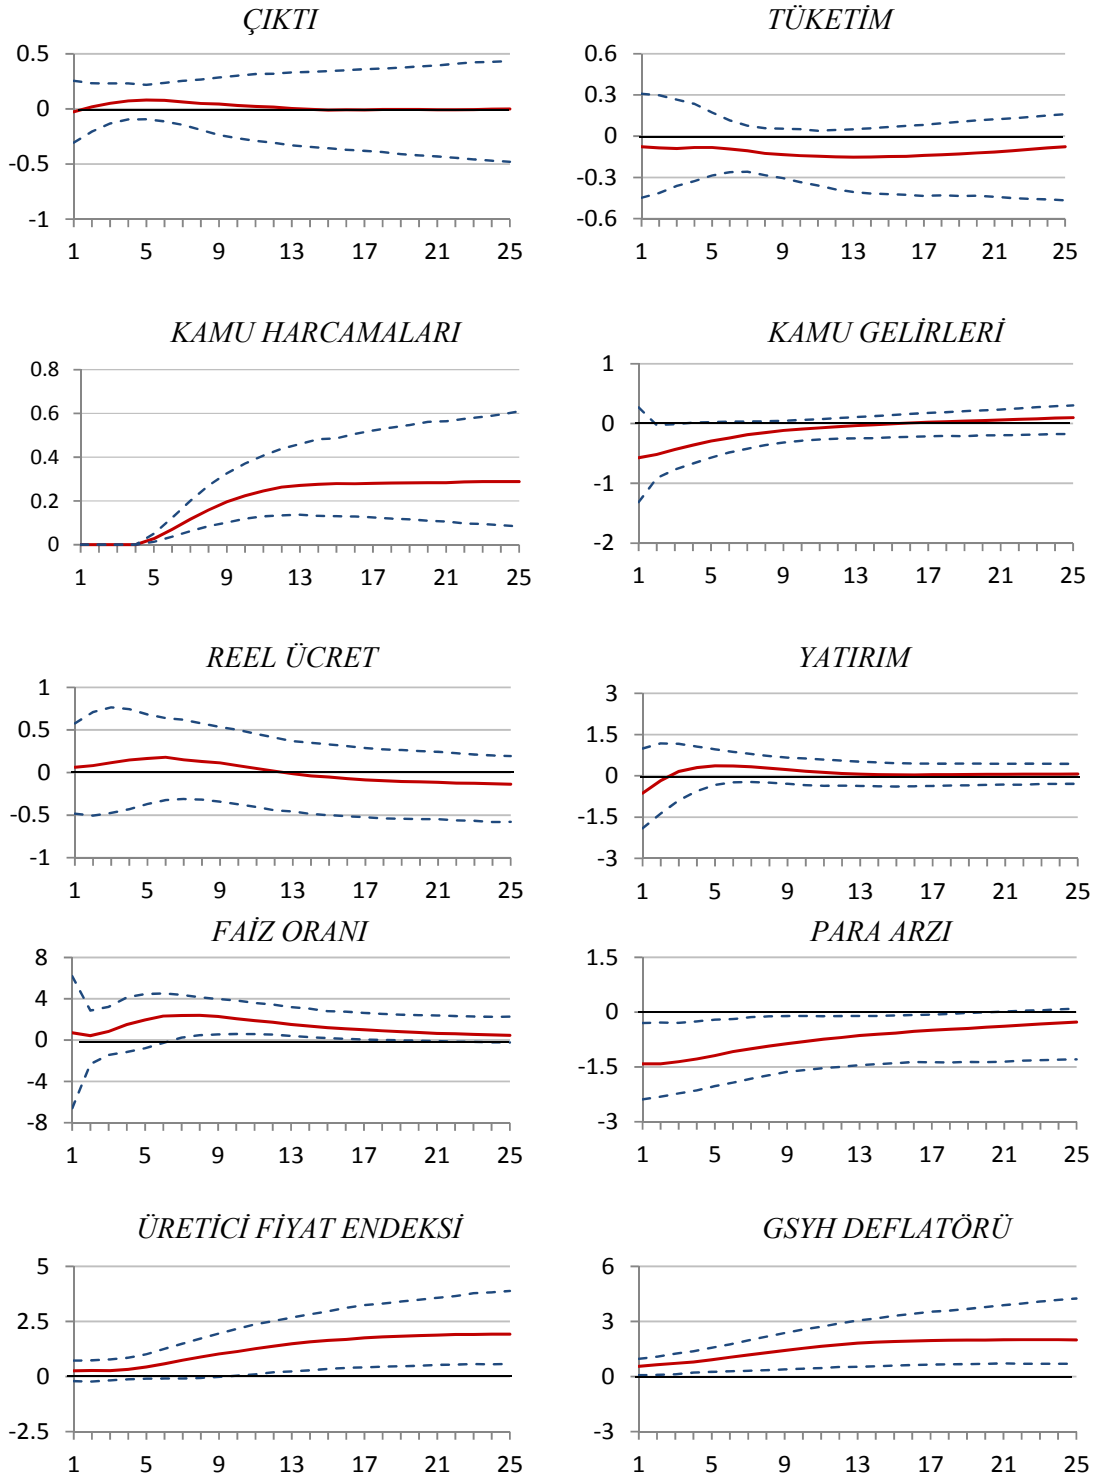 ÇIKTI
0.5
0
-0.5
-1
1 5 9 13 17 21 25
TÜKETİM
0.6
0.3
0
-0.3
-0.6
1 5 9 13 17 21 25
KAMU HARCAMALARI
0.8
0.6
0.4
0.2
0
1 5 9 13 17 21 25
KAMU GELİRLERİ
1
0
-1
-2
1 5 9 13 17 21 25
REEL ÜCRET
1
0.5
0
-0.5
-1
1 5 9 13 17 21 25
YATIRIM
3
1.5
0
-1.5
-3
1 5 9 13 17 21 25
FAİZ ORANI
8
4
0
-4
-8
1 5 9 13 17 21 25
PARA ARZI
1.5
0
-1.5
-3
1 5 9 13 17 21 25
ÜRETİCİ FİYAT ENDEKSİ
5
2.5
0
-2.5
1 5 9 13 17 21 25
GSYH DEFLATÖRÜ
6
3
0
-3
1 5 9 13 17 21 25